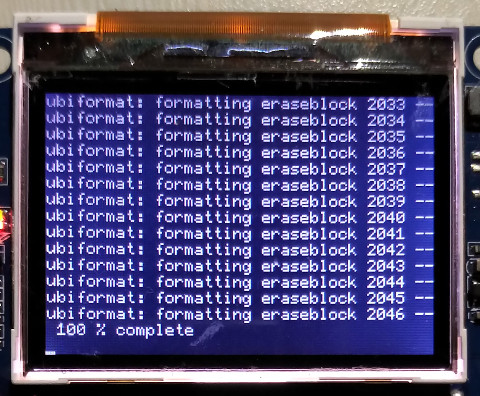 ubiformat: formatting eraseblock 2033 --
ubiformat: formatting eraseblock 2034 --
ubiformat: formatting eraseblock 2035 --
ubiformat: formatting eraseblock 2036 --
ubiformat: formatting eraseblock 2037 --
ubiformat: formatting eraseblock 2038 --
ubiformat: formatting eraseblock 2039 --
ubiformat: formatting eraseblock 2040 --
ubiformat: formatting eraseblock 2041 --
ubiformat: formatting eraseblock 2042 --
ubiformat: formatting eraseblock 2043 --
ubiformat: formatting eraseblock 2044 --
ubiformat: formatting eraseblock 2045 --
ubiformat: formatting eraseblock 2046 --
100 % complete